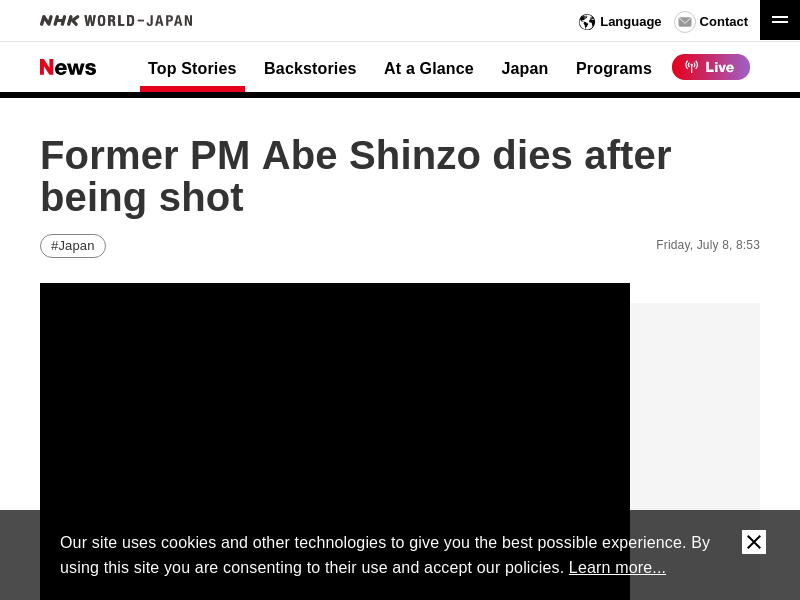 NHK WORLD-JAPAN
Language
Contact
News
Top Stories
Backstories
At a Glance
Japan
Programs
Live
Former PM Abe Shinzo dies after
being shot
#Japan
Friday, July 8, 8:53
Our site uses cookies and other technologies to give you the best possible experience. By
using this site you are consenting to their use and accept our policies. Learn more...